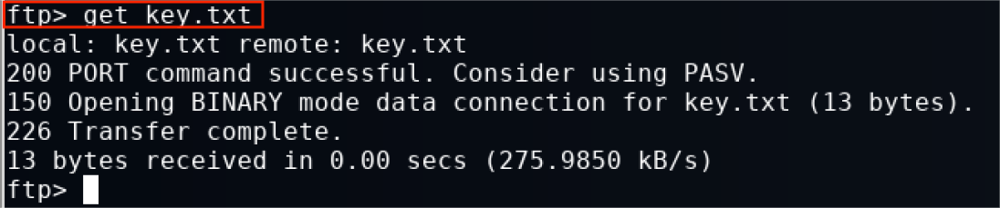 ftp> get key.txt
local: key.txt remote: key.txt
200 PORT command successful. Consider using PASV.
150 Opening BINARY mode data connection for key.txt (13 bytes).
226 Transfer complete.
13 bytes received in 0.00 secs (275.9850 kB/s)
ftp>